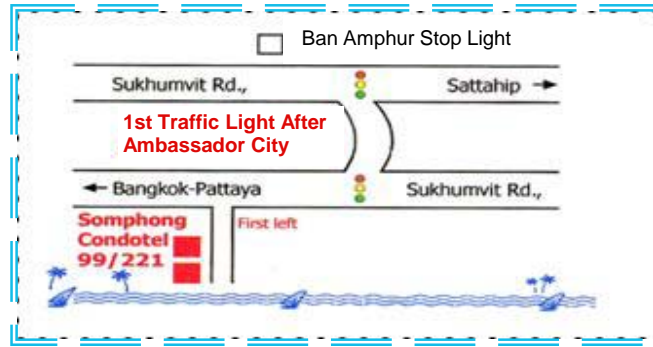 Ban Amphur Stop Light
Sukhumvit Rd.,
Sattahip
1st Traffic Light After
Ambassador City
Bangkok-Pattaya
Sukhumvit Rd.,
Somphong
Condotel
99/221
First left